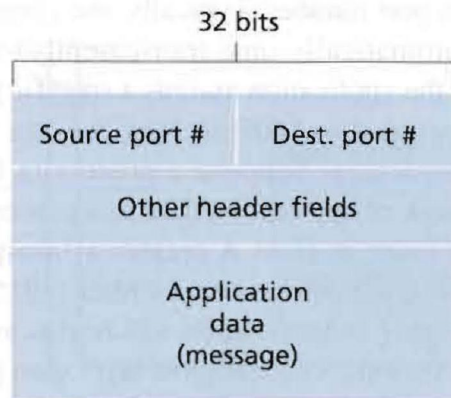 32 bits
Source port # Dest. port #
Other header fields
Application
data
(message)